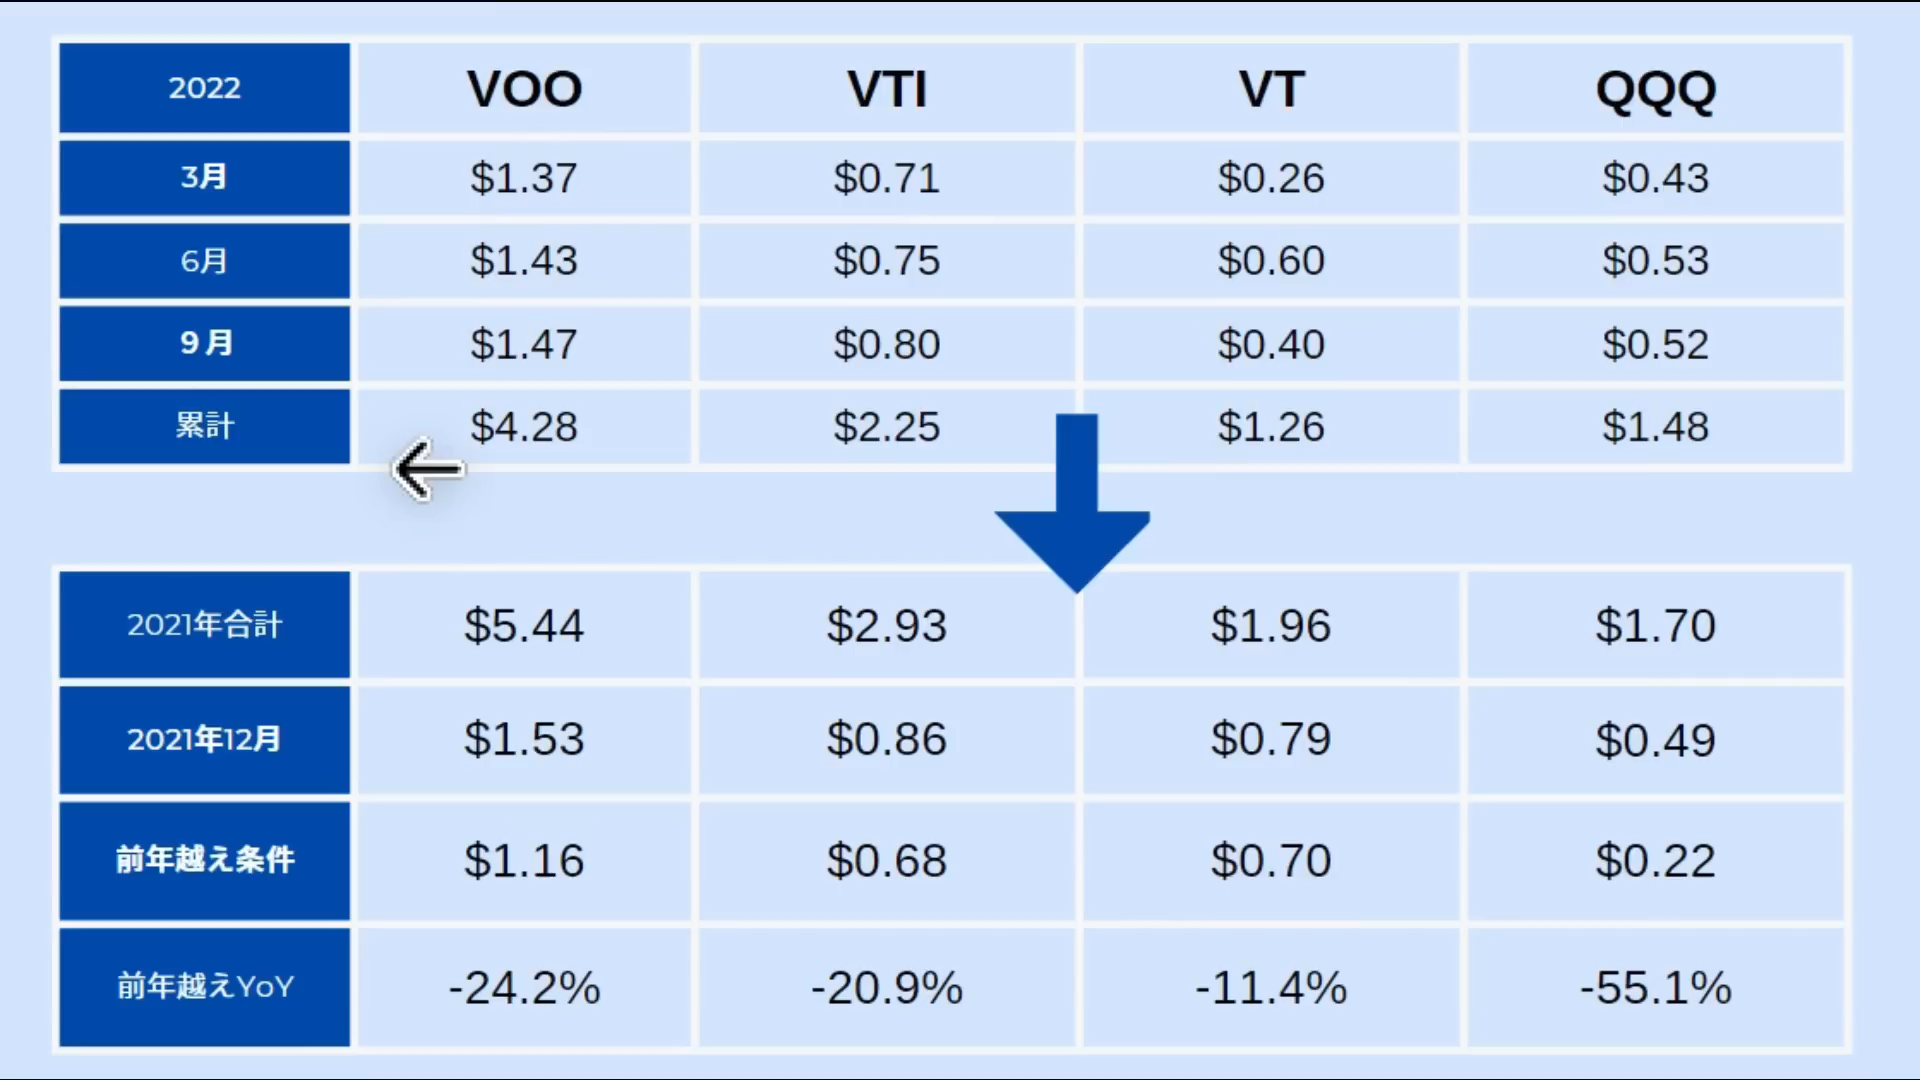 2022 VOO VTI VT QQQ
3月 $1.37 $0.71 $0.26 $0.43
6月 $1.43 $0.75 $0.60 $0.53
9月 $1.47 $0.80 $0.40 $0.52
累計 $4.28 $2.25 $1.26 $1.48
2021年合計 $5.44 $2.93 $1.96 $1.70
2021年12月 $1.53 $0.86 $0.79 $0.49
前年越え条件 $1.16 $0.68 $0.70 $0.22
前年越えYoY -24.2% -20.9% -11.4% -55.1%